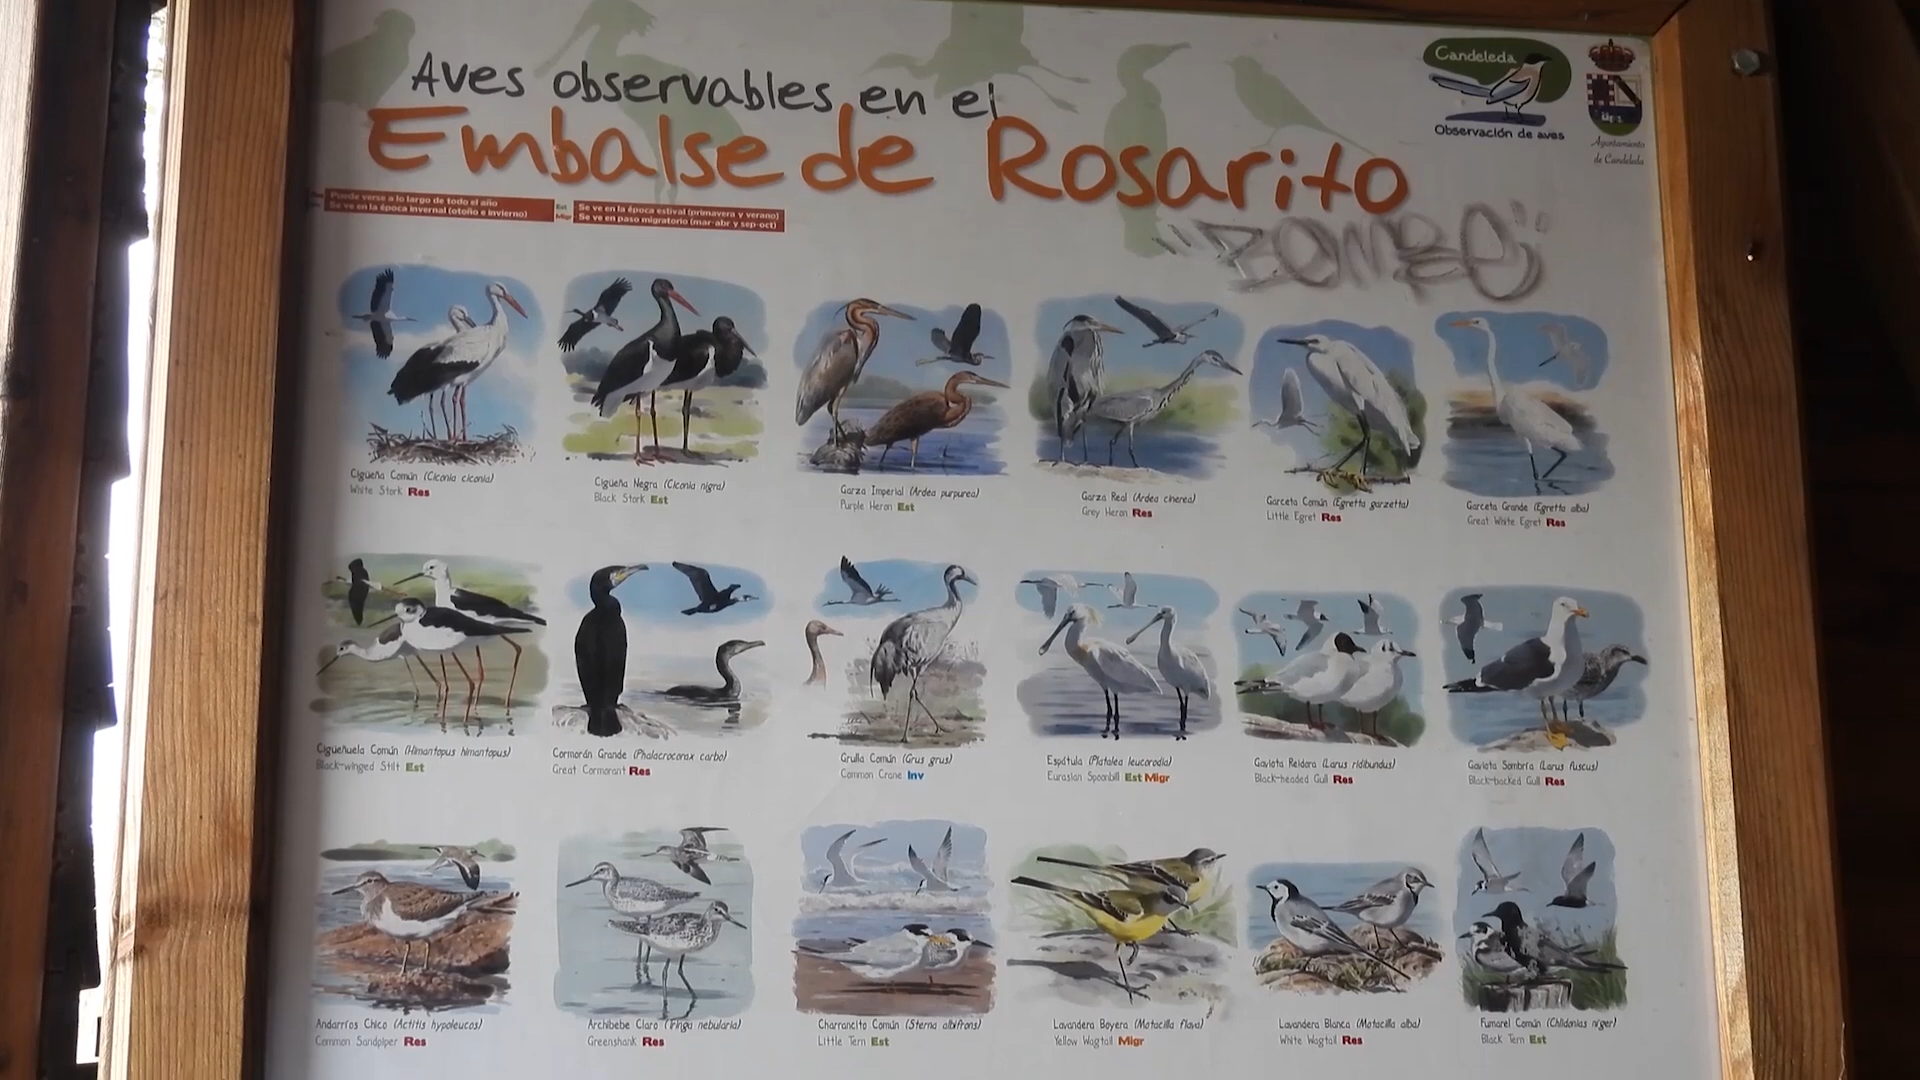 Aves observables en el
Embalse de Rosarito
Candeleda
Observación de aves
Ayuntamiento
de Candeleda
Puede verse a lo largo de todo el año
Se ve en la época invernal (otoño e invierno)
Est Se ve en la época estival (primavera y verano)
Migr Se ve en paso migratorio (mar-abr y sep-oct)
"ZOMBE"
Cigüeña Común (Ciconia ciconia)
White Stork Res
Cigüeña Negra (Ciconia nigra)
Black Stork Est
Garza Imperial (Ardea purpurea)
Purple Heron Est
Garza Real (Ardea cinerea)
Grey Heron Res
Garceta Común (Egretta garzetta)
Little Egret Res
Garceta Grande (Egretta alba)
Great White Egret Res
Cigüeñuela Común (Himantopus himantopus)
Black-winged Stilt Est
Cormorán Grande (Phalacrocorax carbo)
Great Cormorant Res
Grulla Común (Grus grus)
Common Crane Inv
Espátula (Platalea leucorodia)
Eurasian Spoonbill Est Migr
Gaviota Reidora (Larus ridibundus)
Black-headed Gull Res
Gaviota Sombría (Larus fuscus)
Black-backed Gull Res
Andarríos Chico (Actitis hypoleucos)
Common Sandpiper Res
Archibebe Claro (Tringa nebularia)
Greenshank Res
Charrancito Común (Sterna albifrons)
Little Tern Est
Lavandera Boyera (Motacilla flava)
Yellow Wagtail Migr
Lavandera Blanca (Motacilla alba)
White Wagtail Res
Fumarel Común (Chlidonias niger)
Black Tern Est